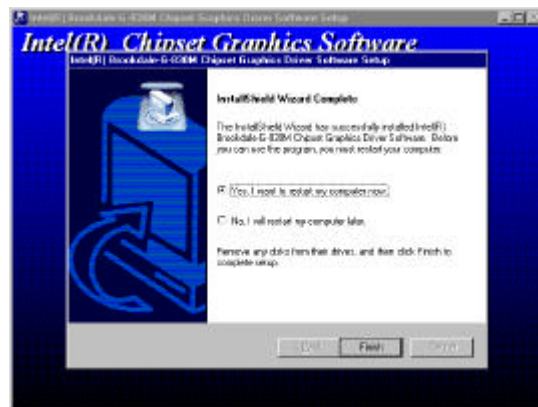 Intel(R) Brookdale-G-830M Chipset Graphics Driver Software Setup
Intel(R) Chipset Graphics Software
Intel(R) Brookdale-G-830M Chipset Graphics Driver Software Setup
InstallShield Wizard Complete
The InstallShield Wizard has successfully installed Intel(R)
Brookdale-G-830M Chipset Graphics Driver Software. Before
you can use the program, you must restart your computer.
Yes, I want to restart my computer now.
No, I will restart my computer later.
Remove any disks from their drives, and then click Finish to
complete setup.
Finish